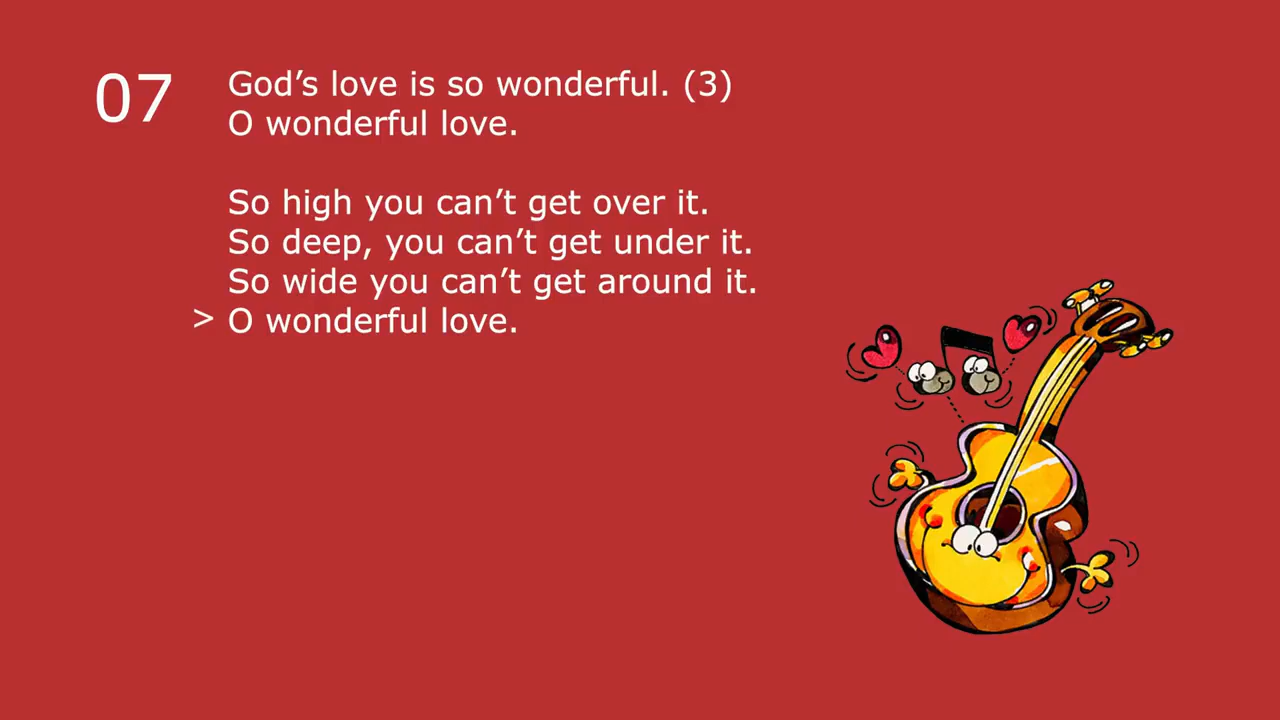 07
God’s love is so wonderful. (3)
O wonderful love.
So high you can’t get over it.
So deep, you can’t get under it.
So wide you can’t get around it.
> O wonderful love.